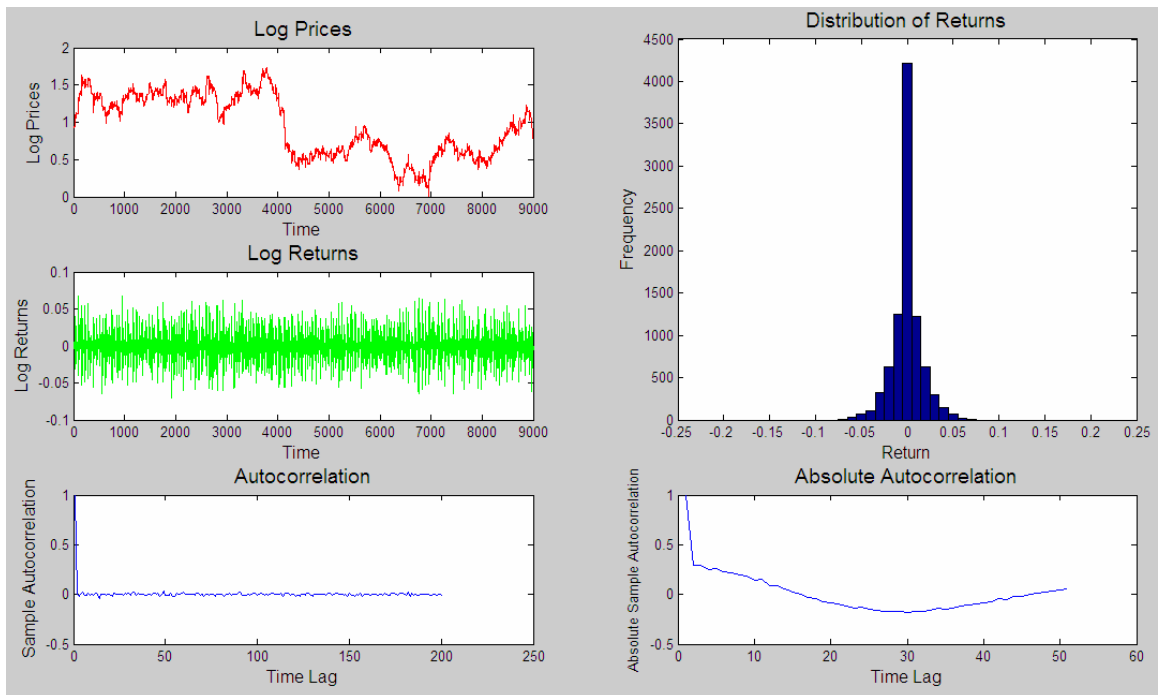 Log Prices
2
1.5
1
0.5
0
Log Prices
0 1000 2000 3000 4000 5000 6000 7000 8000 9000
Time
Log Returns
0.1
0.05
0
-0.05
-0.1
Log Returns
0 1000 2000 3000 4000 5000 6000 7000 8000 9000
Time
Autocorrelation
1
0.5
0
-0.5
Sample Autocorrelation
0 50 100 150 200 250
Time Lag
Distribution of Returns
4500
4000
3500
3000
2500
2000
1500
1000
500
0
Frequency
-0.25 -0.2 -0.15 -0.1 -0.05 0 0.05 0.1 0.15 0.2 0.25
Return
Absolute Autocorrelation
1
0.5
0
-0.5
Absolute Sample Autocorrelation
0 10 20 30 40 50 60
Time Lag